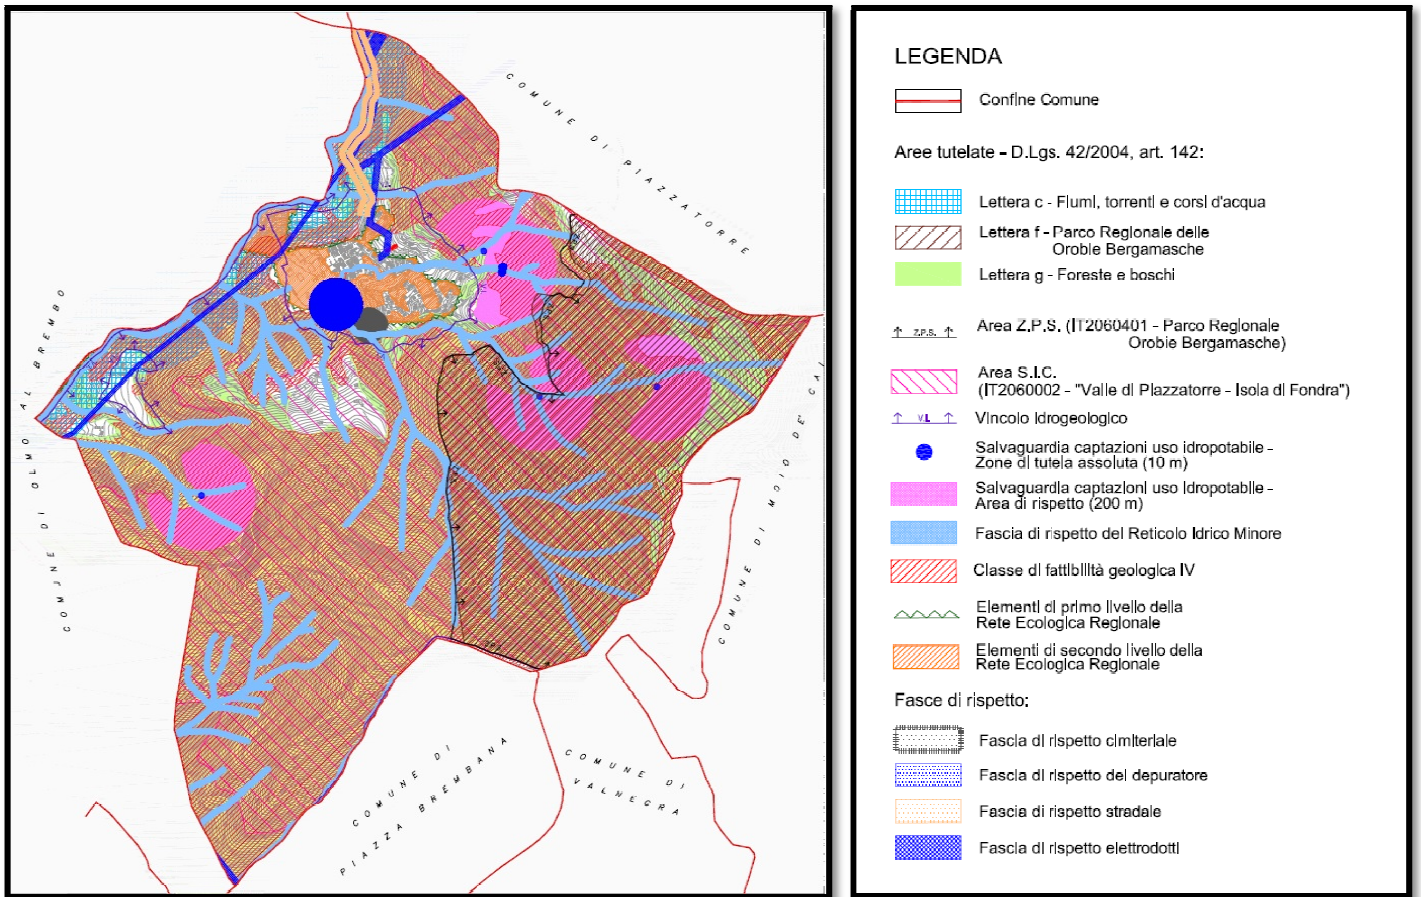 COMUNE DI PIAZZATORRE
COMUNE DI OLMO AL BREMBO
COMUNE DI MOIO DE' CALVI
COMUNE DI
PIAZZA BREMBANA
COMUNE DI
VALNEGRA
LEGENDA
Confine Comune
Aree tutelate - D.Lgs. 42/2004, art. 142:
Lettera c - Fiumi, torrenti e corsi d'acqua
Lettera f - Parco Regionale delle
Orobie Bergamasche
Lettera g - Foreste e boschi
Z.P.S.
Area Z.P.S. (IT2060401 - Parco Regionale
Orobie Bergamasche)
Area S.I.C.
(IT2060002 - "Valle di Piazzatorre - Isola di Fondra")
V.I.
Vincolo idrogeologico
Salvaguardia captazioni uso idropotabile -
Zone di tutela assoluta (10 m)
Salvaguardia captazioni uso idropotabile -
Area di rispetto (200 m)
Fascia di rispetto del Reticolo Idrico Minore
Classe di fattibilità geologica IV
Elementi di primo livello della
Rete Ecologica Regionale
Elementi di secondo livello della
Rete Ecologica Regionale
Fasce di rispetto:
Fascia di rispetto cimiteriale
Fascia di rispetto del depuratore
Fascia di rispetto stradale
Fascia di rispetto elettrodotti